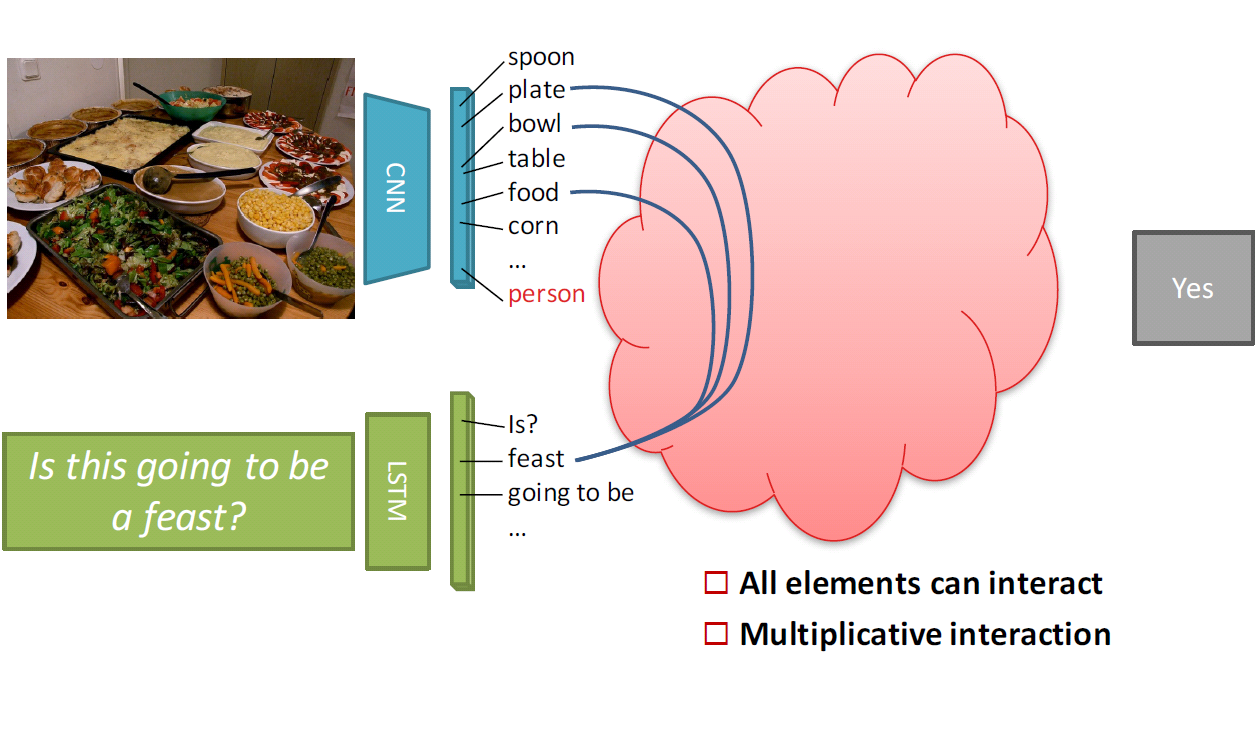 spoon
plate
bowl
table
food
corn
...
person
CNN
Is this going to be
a feast?
LSTM
Is?
feast
going to be
...
Yes
All elements can interact
Multiplicative interaction